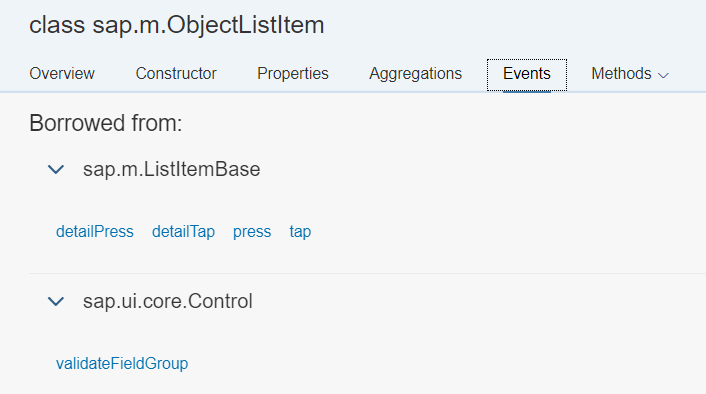 class sap.m.ObjectListItem
Overview Constructor Properties Aggregations Events Methods
Borrowed from:
sap.m.ListItemBase
detailPress detailTap press tap
sap.ui.core.Control
validateFieldGroup